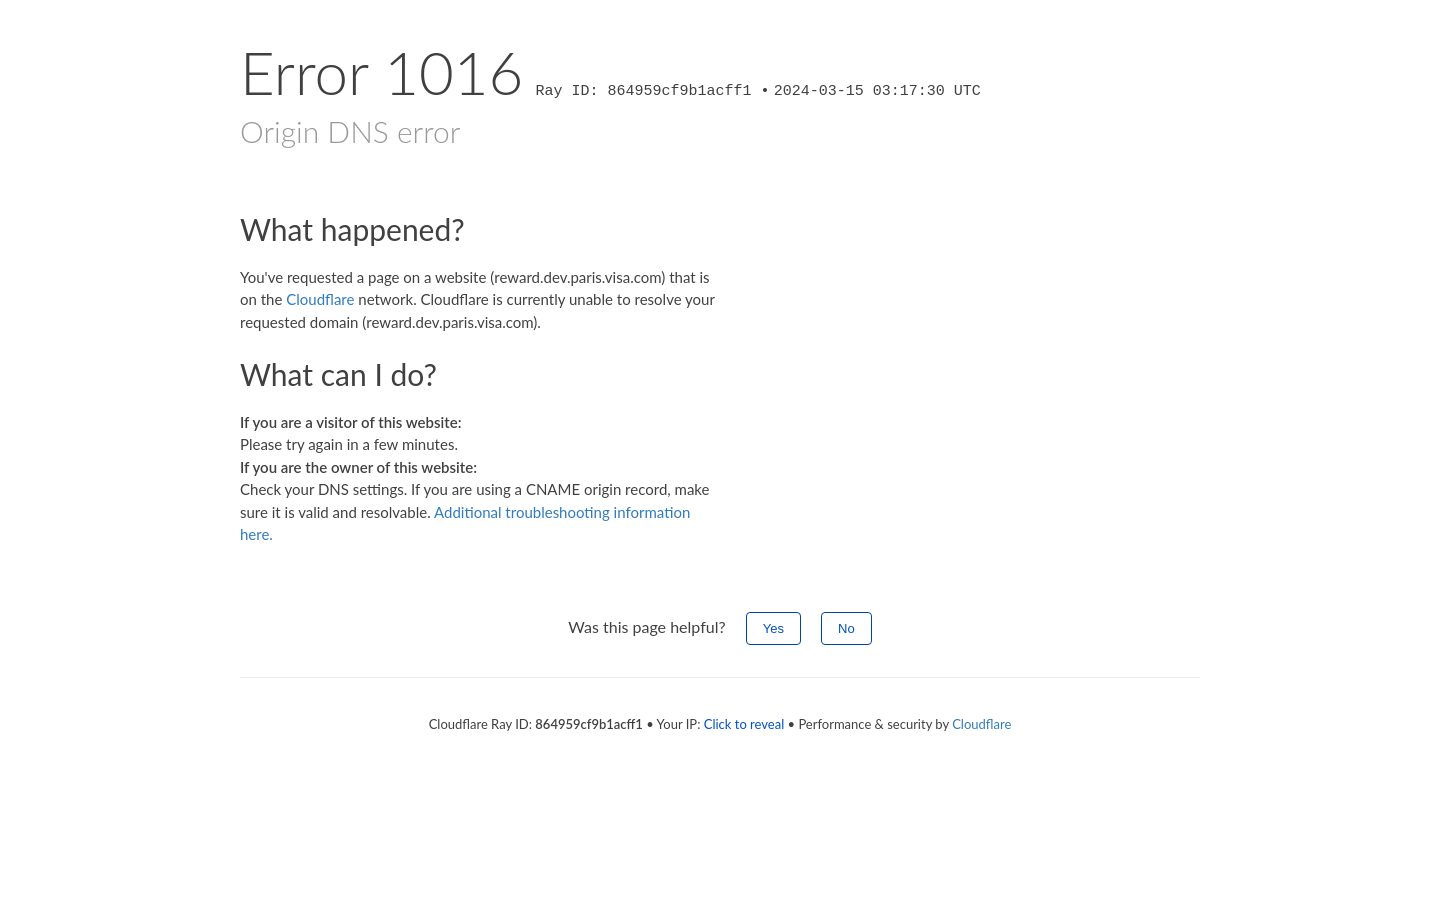 Error 1016 Ray ID: 864959cf9b1acff1 • 2024-03-15 03:17:30 UTC
Origin DNS error
What happened?
You've requested a page on a website (reward.dev.paris.visa.com) that is
on the Cloudflare network. Cloudflare is currently unable to resolve your
requested domain (reward.dev.paris.visa.com).
What can I do?
If you are a visitor of this website:
Please try again in a few minutes.
If you are the owner of this website:
Check your DNS settings. If you are using a CNAME origin record, make
sure it is valid and resolvable. Additional troubleshooting information
here.
Was this page helpful? Yes No
Cloudflare Ray ID: 864959cf9b1acff1 • Your IP: Click to reveal • Performance & security by Cloudflare